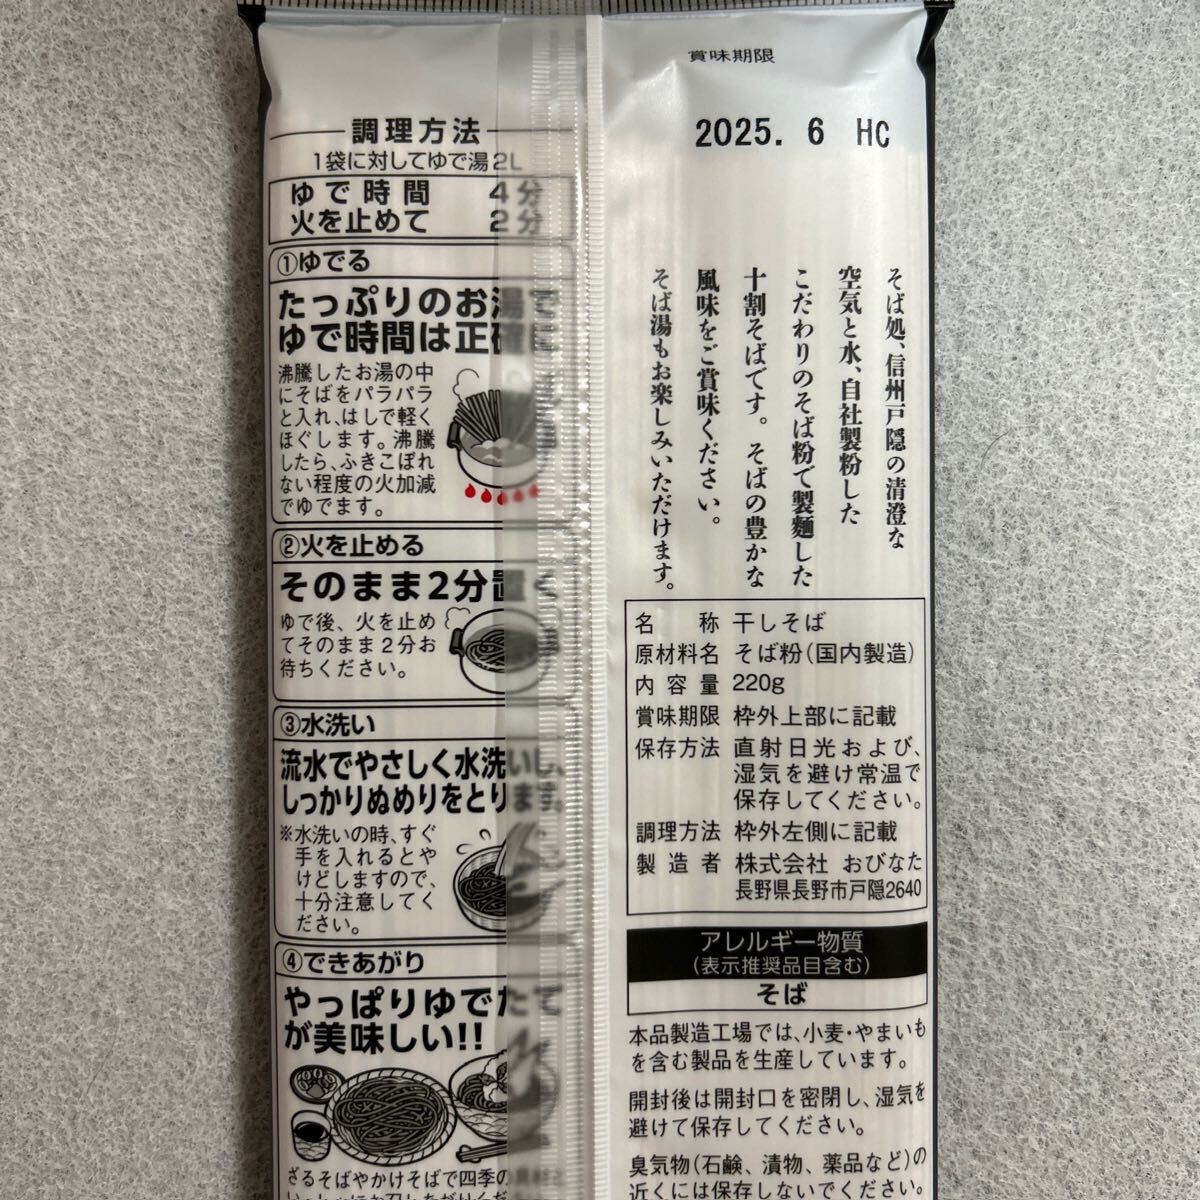 賞味期限
2025. 6 HC
調理方法
1袋に対してゆで湯2L
ゆで時間 4分
火を止めて 2分
①ゆでる
たっぷりのお湯で
ゆで時間は正確に
沸騰したお湯の中
にそばをパラパラ
と入れ、はしで軽く
ほぐします。沸騰
したら、ふきこぼれ
ない程度の火加減
でゆでます。
②火を止める
そのまま2分置く
ゆで後、火を止め
てそのまま2分お
待ちください。
③水洗い
流水でやさしく水洗いし、
しっかりぬめりをとります。
※水洗いの時、すぐ
手を入れるとや
けどしますので、
十分注意してく
ださい。
④できあがり
やっぱりゆでたて
が美味しい!!
ざるそばやかけそばで四季の
そば処、信州戸隠の清澄な
空気と水、自社製粉した
こだわりのそば粉で製麺した
十割そばです。そばの豊かな
風味をご賞味ください。
そば湯もお楽しみいただけます。
名称 干しそば
原材料名 そば粉(国内製造)
内容量 220g
賞味期限 枠外上部に記載
保存方法 直射日光および、
湿気を避け常温で
保存してください。
調理方法 枠外左側に記載
製造者 株式会社 おびなた
長野県長野市戸隠2640
アレルギー物質
(表示推奨品目含む)
そば
本品製造工場では、小麦・やまいも
を含む製品を生産しています。
開封後は開封口を密閉し、湿気を
避けて保存してください。
臭気物(石鹸、漬物、薬品など)の
近くには保存しないでください。